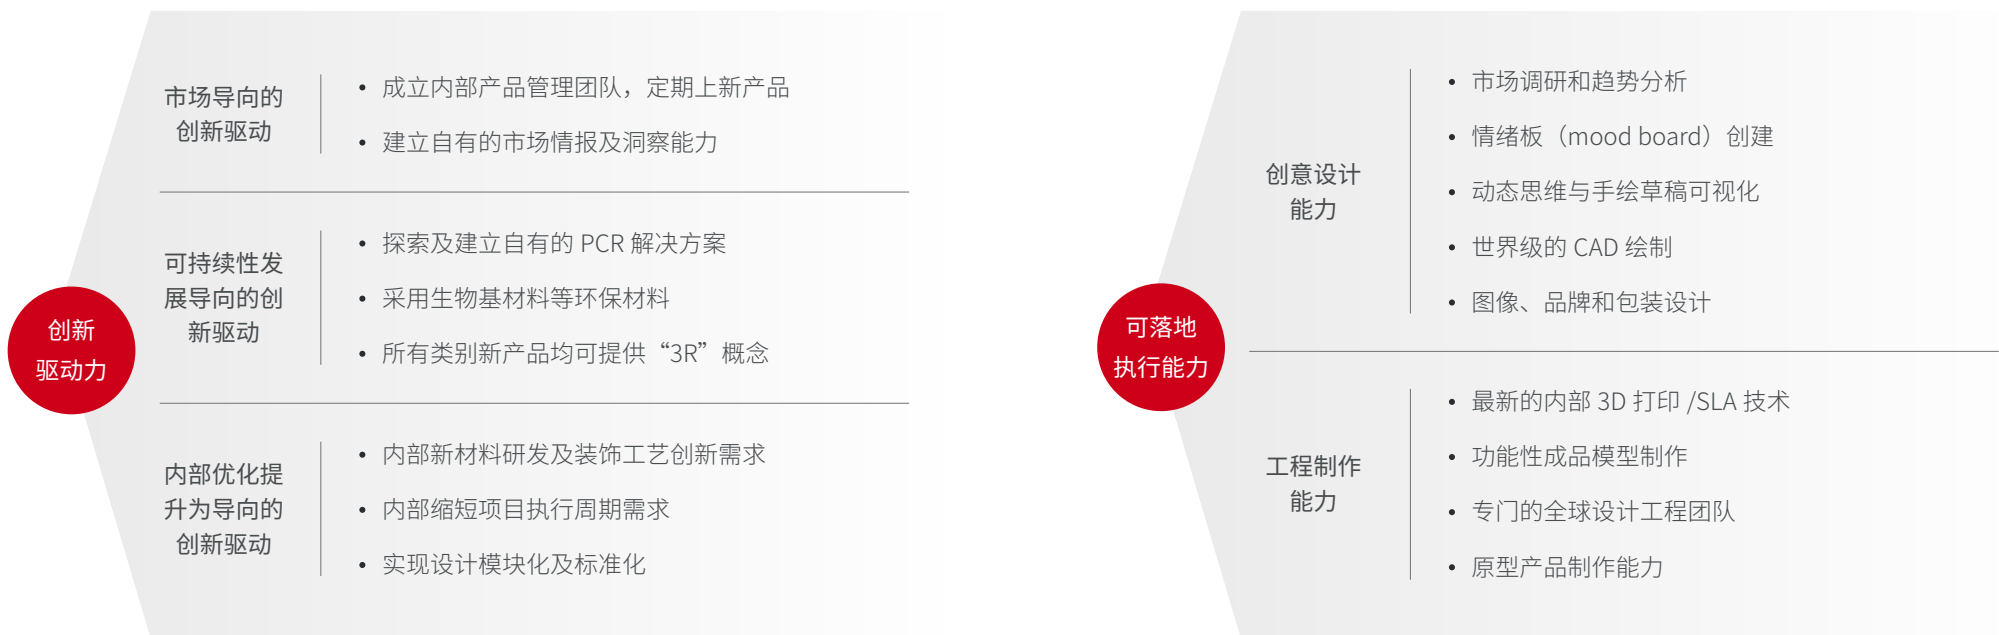 创新
驱动力
市场导向的
创新驱动
• 成立内部产品管理团队，定期上新产品
• 建立自有的市场情报及洞察能力
可持续性发
展导向的创
新驱动
• 探索及建立自有的 PCR 解决方案
• 采用生物基材料等环保材料
• 所有类别新产品均可提供“3R”概念
内部优化提
升为导向的
创新驱动
• 内部新材料研发及装饰工艺创新需求
• 内部缩短项目执行周期需求
• 实现设计模块化及标准化
可落地
执行能力
创意设计
能力
• 市场调研和趋势分析
• 情绪板（mood board）创建
• 动态思维与手绘草稿可视化
• 世界级的 CAD 绘制
• 图像、品牌和包装设计
工程制作
能力
• 最新的内部 3D 打印 /SLA 技术
• 功能性成品模型制作
• 专门的全球设计工程团队
• 原型产品制作能力